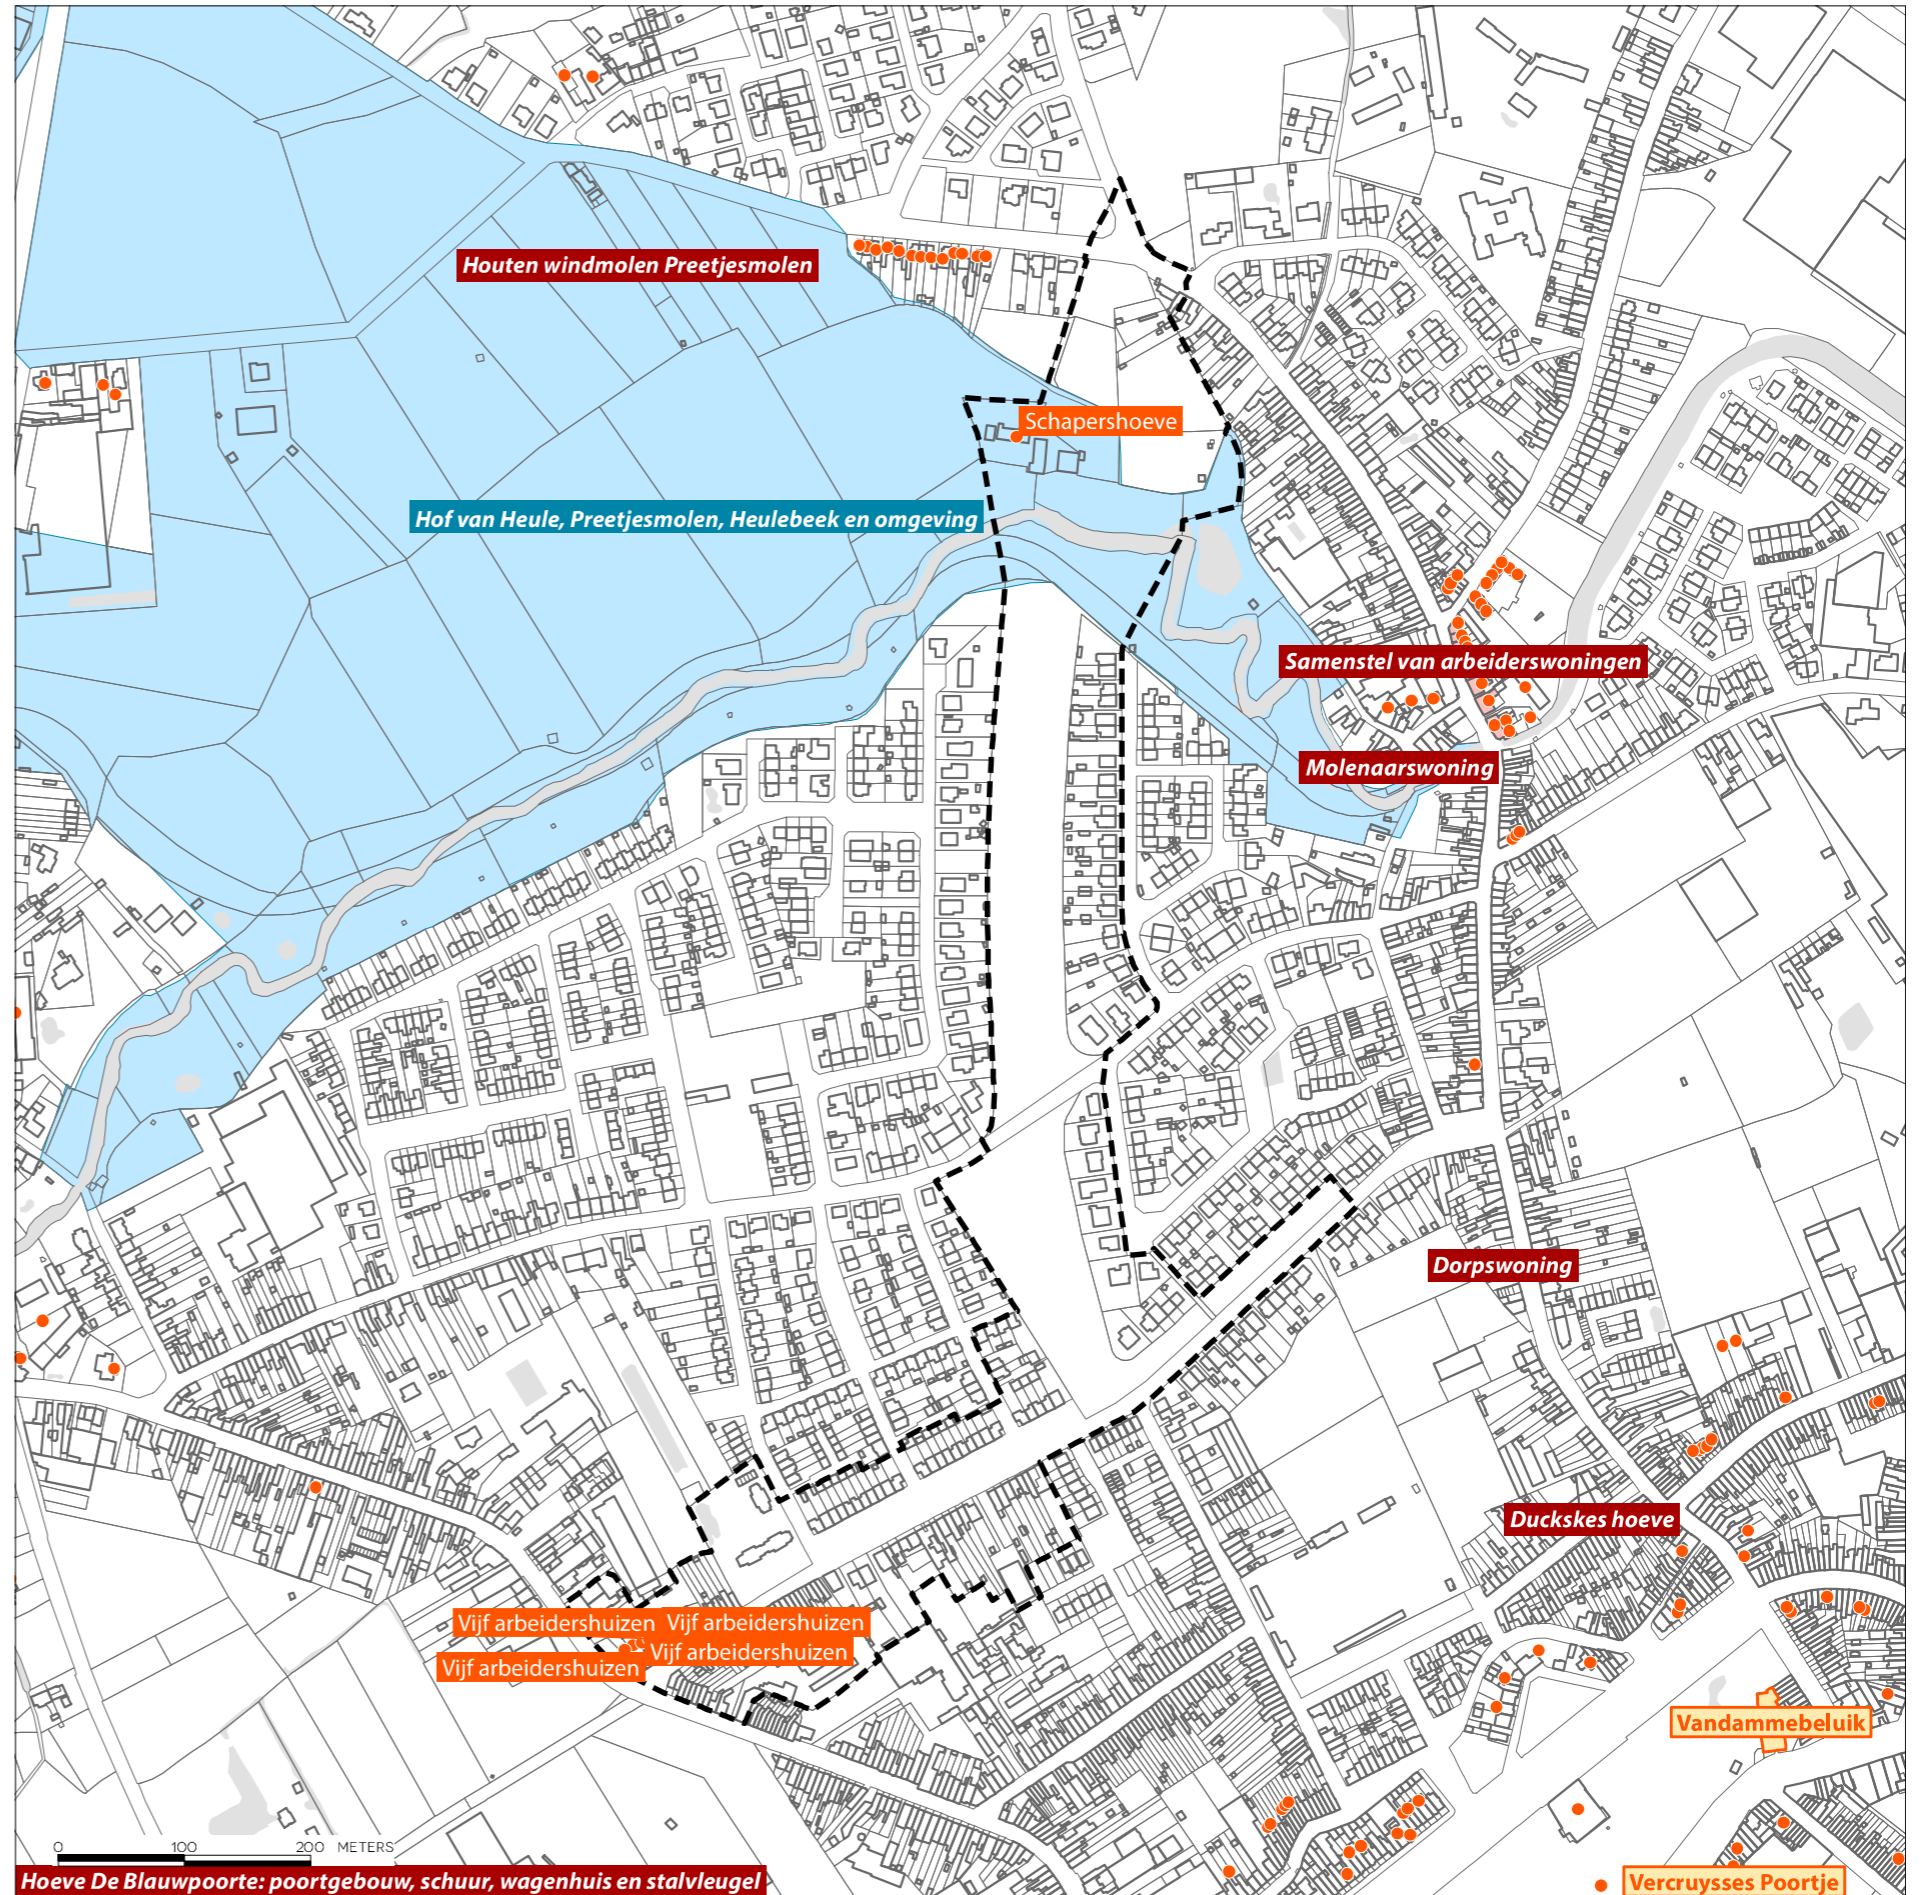 Houten windmolen Preetjesmolen
Schapershoeve
Hof van Heule, Preetjesmolen, Heulebeek en omgeving
Samenstel van arbeiderswoningen
Molenaarswoning
Dorpswoning
Duckskes hoeve
Vijf arbeidershuizen Vijf arbeidershuizen
Vijf arbeidershuizen
Vijf arbeidershuizen
Vandammebeluik
0 100 200 METERS
Hoeve De Blauwpoorte: poortgebouw, schuur, wagenhuis en stalvleugel
Vercruysses Poortje